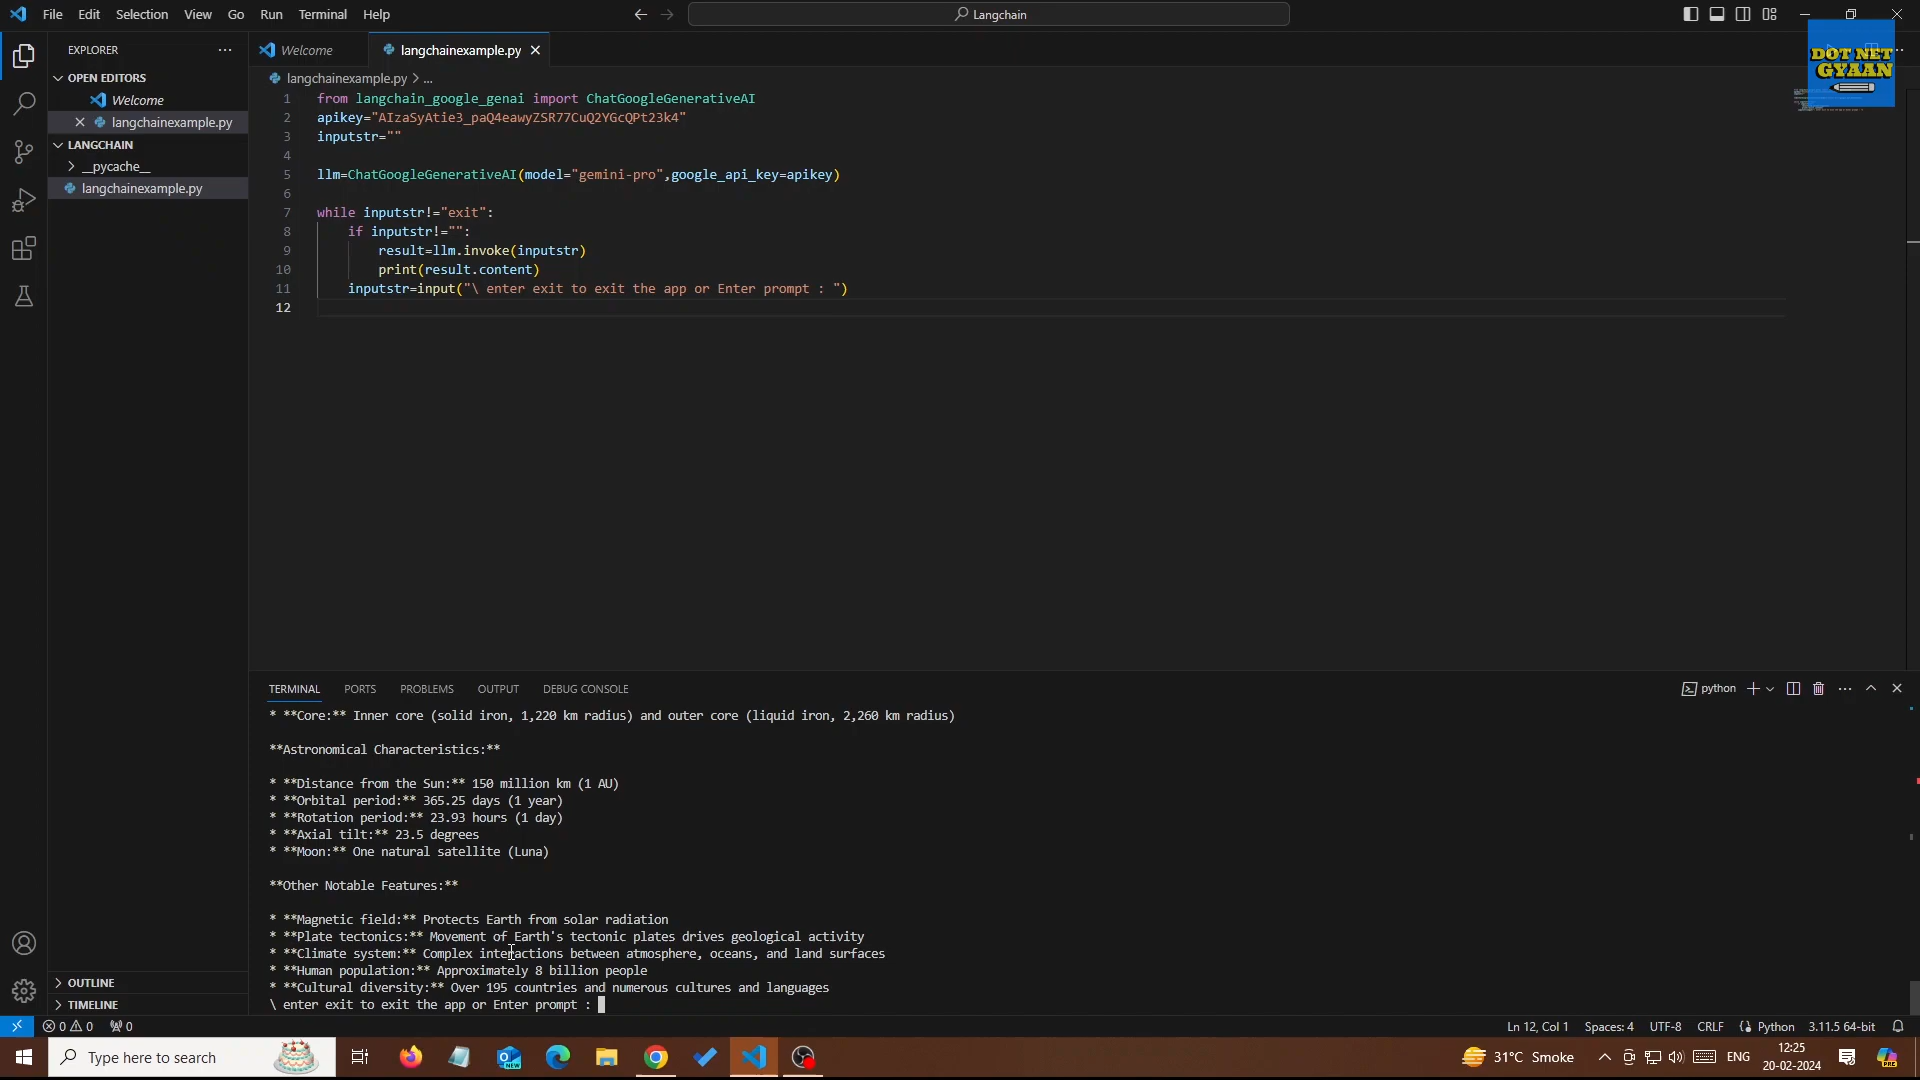 File Edit Selection View Go Run Terminal Help
Langchain
DOT NET
GYAAN
EXPLORER
OPEN EDITORS
Welcome
langchainexample.py
LANGCHAIN
__pycache__
langchainexample.py
OUTLINE
TIMELINE
Welcome langchainexample.py
langchainexample.py > ...
1 from langchain_google_genai import ChatGoogleGenerativeAI
2 apikey="AIzaSyAtie3_paQ4eawyZSR77CuQ2YGcQPt23k4"
3 inputstr=""
4
5 llm=ChatGoogleGenerativeAI(model="gemini-pro",google_api_key=apikey)
6
7 while inputstr!="exit":
8 if inputstr!="":
9 result=llm.invoke(inputstr)
10 print(result.content)
11 inputstr=input("\ enter exit to exit the app or Enter prompt : ")
12
TERMINAL PORTS PROBLEMS OUTPUT DEBUG CONSOLE
python
* **Core:** Inner core (solid iron, 1,220 km radius) and outer core (liquid iron, 2,260 km radius)
**Astronomical Characteristics:**
* **Distance from the Sun:** 150 million km (1 AU)
* **Orbital period:** 365.25 days (1 year)
* **Rotation period:** 23.93 hours (1 day)
* **Axial tilt:** 23.5 degrees
* **Moon:** One natural satellite (Luna)
**Other Notable Features:**
* **Magnetic field:** Protects Earth from solar radiation
* **Plate tectonics:** Movement of Earth's tectonic plates drives geological activity
* **Climate system:** Complex interactions between atmosphere, oceans, and land surfaces
* **Human population:** Approximately 8 billion people
* **Cultural diversity:** Over 195 countries and numerous cultures and languages
\ enter exit to exit the app or Enter prompt :
0 0 0
Ln 12, Col 1 Spaces: 4 UTF-8 CRLF Python 3.11.5 64-bit
Type here to search
NEW
31°C Smoke
ENG
12:25
20-02-2024
PRE